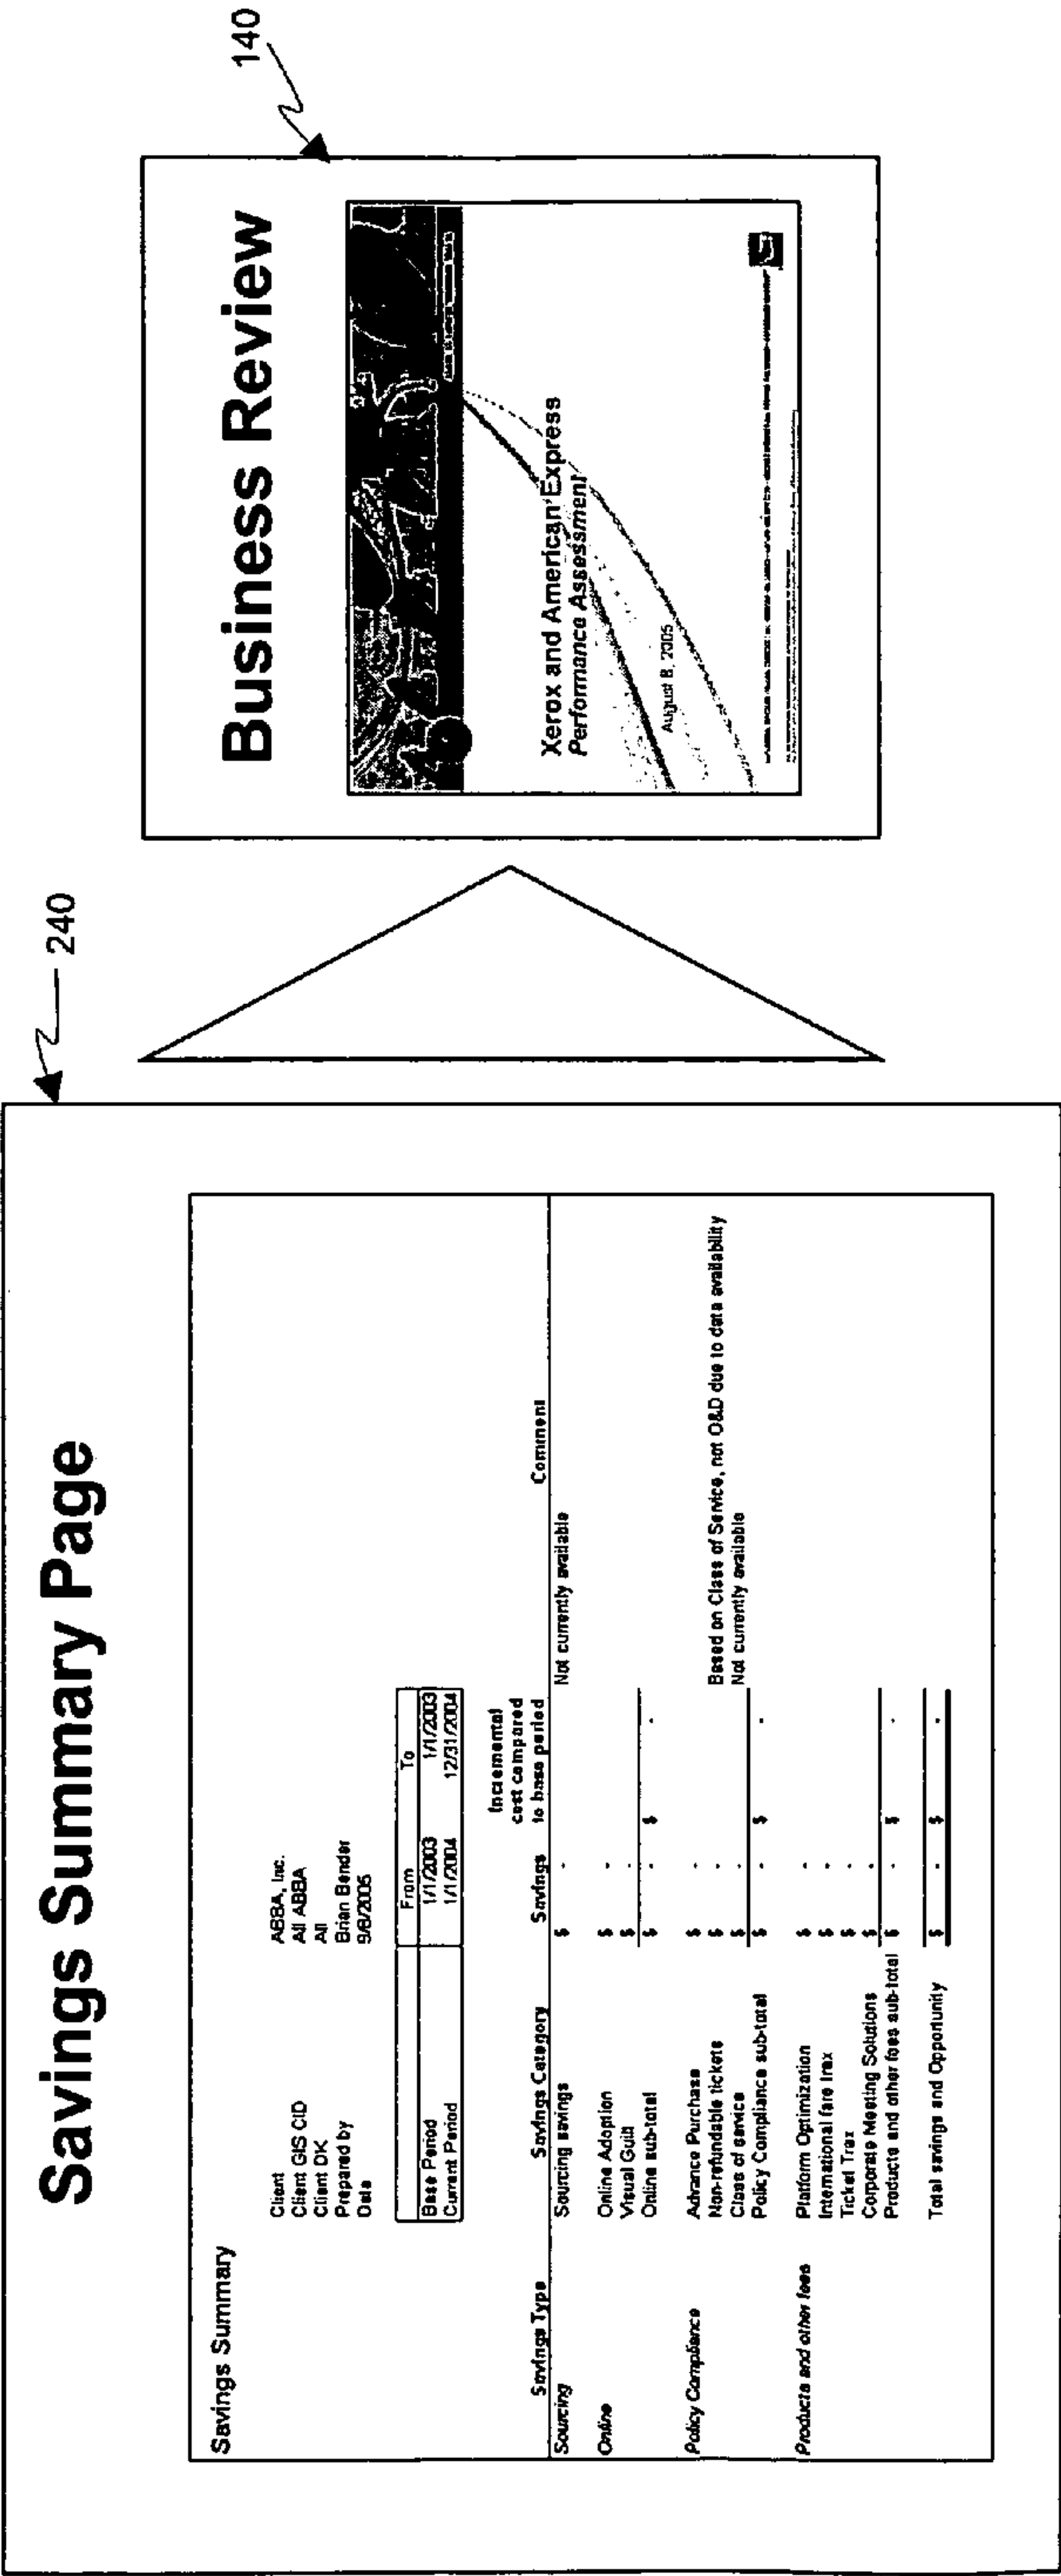 Savings Summary Page
240
Savings Summary
Client ABBA, Inc.
Client GIS CID All ABBA
Client DK All
Prepared by Brian Bender
Date 9/8/2005
From To
Base Period 1/1/2003 1/1/2003
Current Period 1/1/2004 12/31/2004
Incremental
cost compared
Savings Type Savings Category Savings to base period Comment
Sourcing Sourcing savings $ - Not currently available
Online Online Adoption $ -
Visual Guilt $ -
Online sub-total $ - $ -
Policy Compliance Advance Purchase $ -
Non-refundable tickets $ - Based on Class of Service, not O&D due to data availability
Class of service $ - Not currently available
Policy Compliance sub-total $ - $ -
Products and other fees Platform Optimization $ -
International fare trax $ -
Ticket Trax $ -
Corporate Meeting Solutions $ -
Products and other fees sub-total $ - $ -
Total savings and Opportunity $ - $ -
140
Business Review
Xerox and American Express
Performance Assessment
August 8, 2005